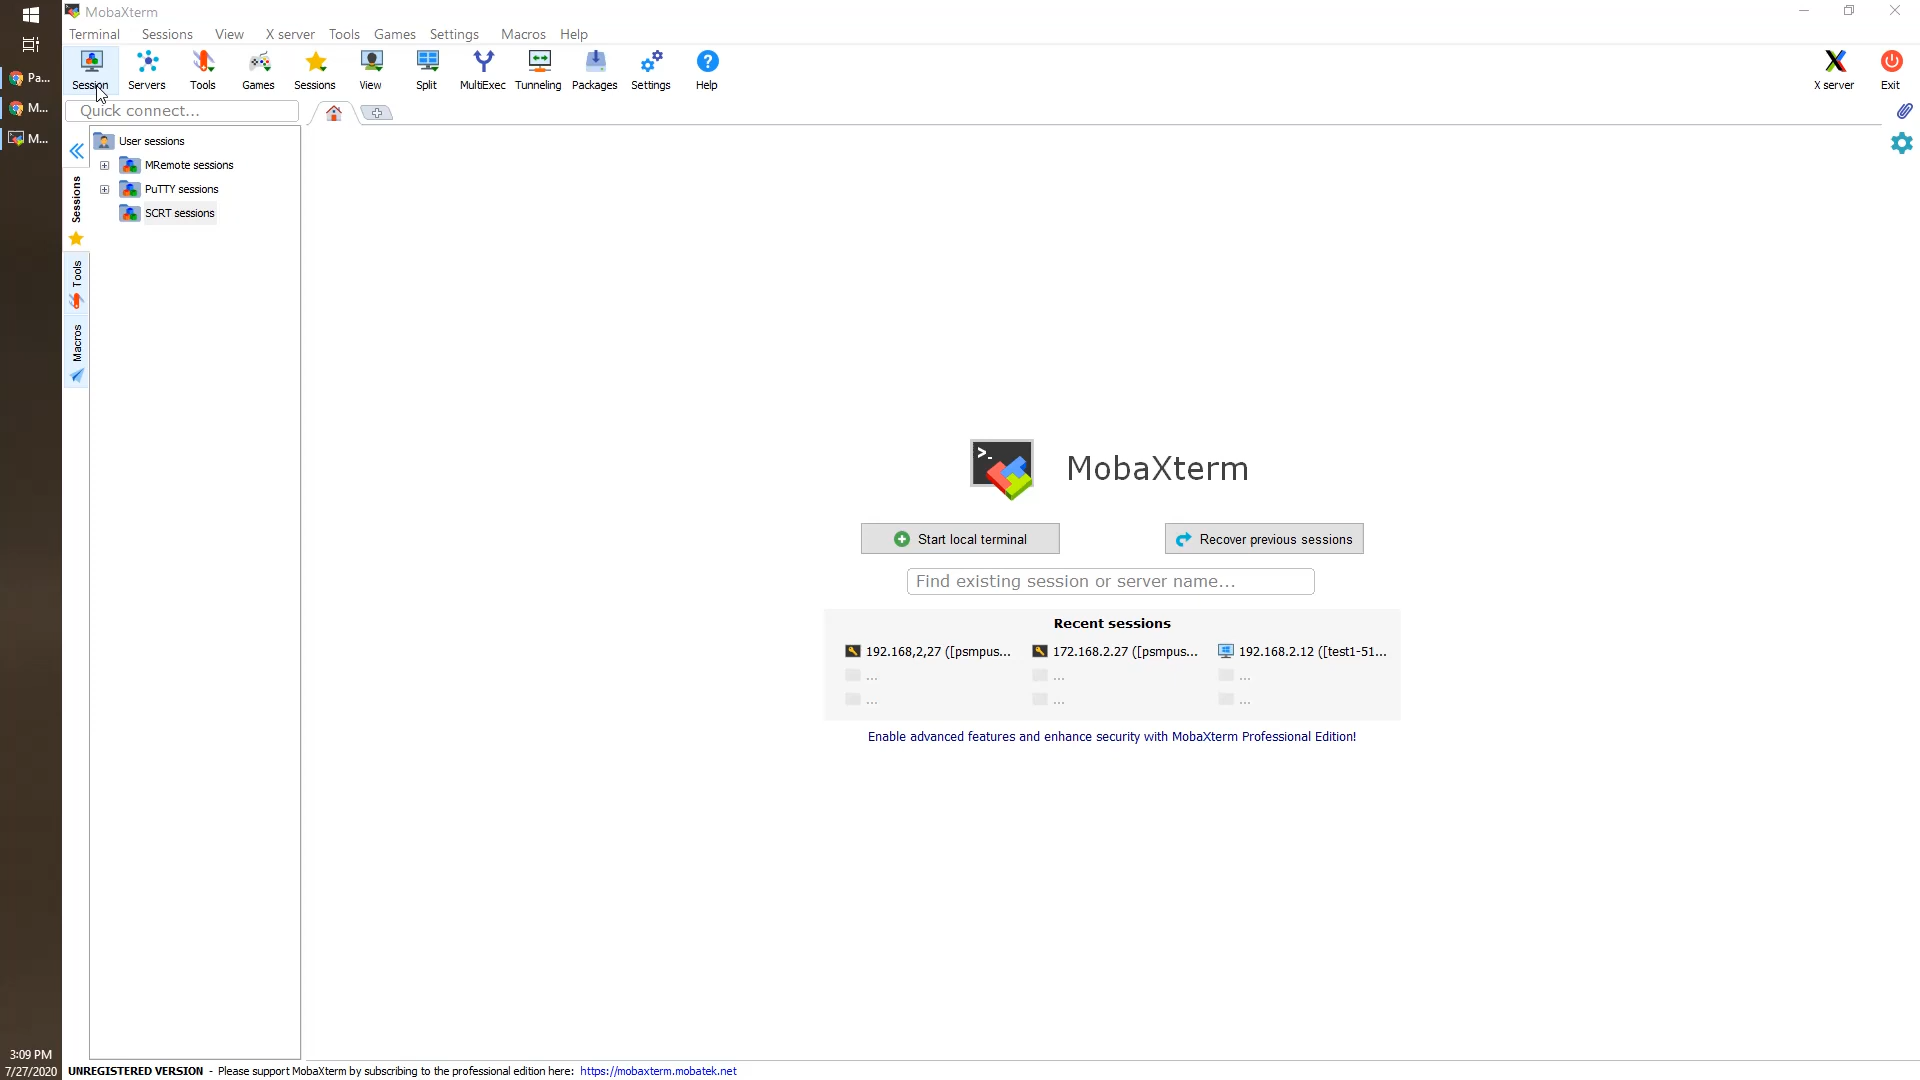 MobaXterm
Terminal Sessions View X server Tools Games Settings Macros Help
Session Servers Tools Games Sessions View Split MultiExec Tunneling Packages Settings Help X server Exit
Pa...
M...
M...
Quick connect...
User sessions
MRemote sessions
PuTTY sessions
SCRT sessions
Sessions
Tools
Macros
>_
MobaXterm
Start local terminal Recover previous sessions
Find existing session or server name...
Recent sessions
192.168,2,27 ([psmpus... 172.168.2.27 ([psmpus... 192.168.2.12 ([test1-51...
... ... ...
... ... ...
Enable advanced features and enhance security with MobaXterm Professional Edition!
3:09 PM
7/27/2020
UNREGISTERED VERSION - Please support MobaXterm by subscribing to the professional edition here: https://mobaxterm.mobatek.net